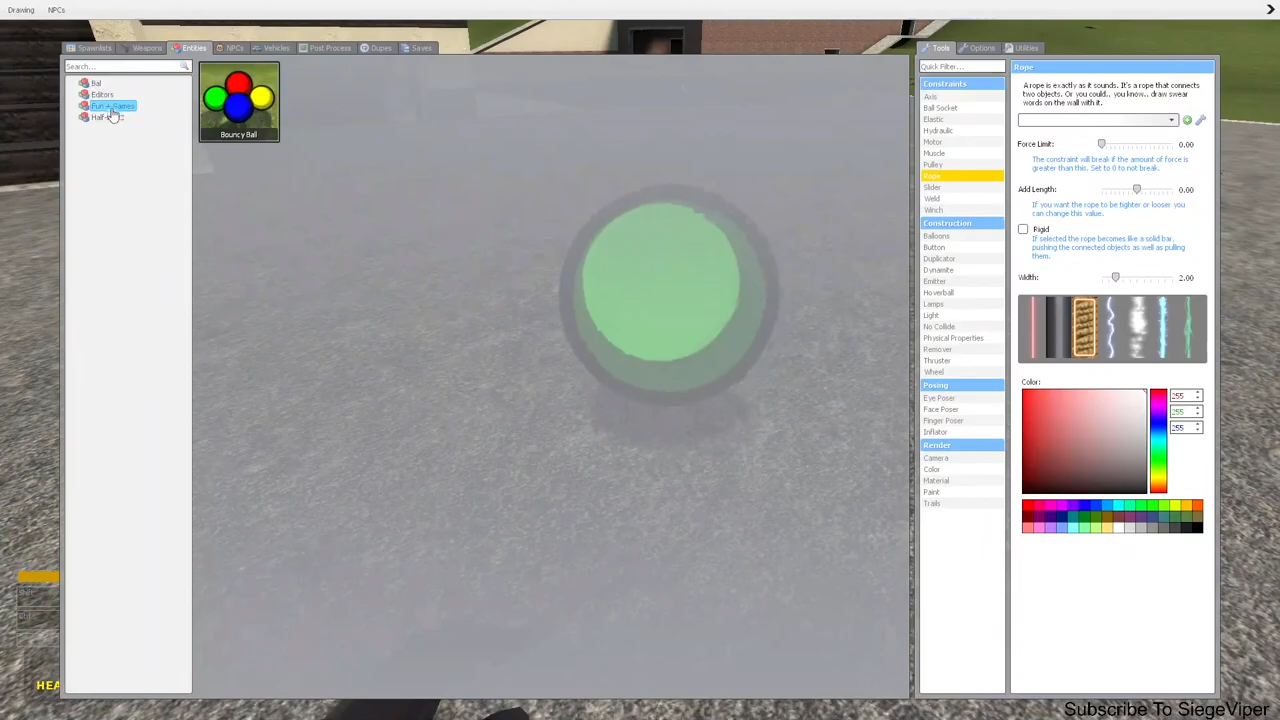 Drawing NPCs
Spawnlists Weapons Entities NPCs Vehicles Post Process Dupes Saves
Search...
Bal
Editors
Fun + Games
Bouncy Ball
HEA
Tools Options Utilities
Quick Filter...
Constraints
Axis
Ball Socket
Elastic
Hydraulic
Motor
Muscle
Pulley
Rope
Slider
Weld
Winch
Construction
Balloons
Button
Duplicator
Dynamite
Emitter
Hoverball
Lamps
Light
No Collide
Physical Properties
Remover
Thruster
Wheel
Posing
Eye Poser
Face Poser
Finger Poser
Inflator
Render
Camera
Color
Material
Paint
Trails
Rope
A rope is exactly as it sounds. It's a rope that connects
two objects. Or you could.. you know.. draw swear
words on the wall with it.
Force Limit: 0.00
The constraint will break if the amount of force is
greater than this. Set to 0 to not break.
Add Length: 0.00
If you want the rope to be tighter or looser you
can change this value.
Rigid
If selected the rope becomes like a solid bar,
pushing the connected objects as well as pulling
them.
Width: 2.00
Color:
255
255
255
Subscribe To SiegeViper